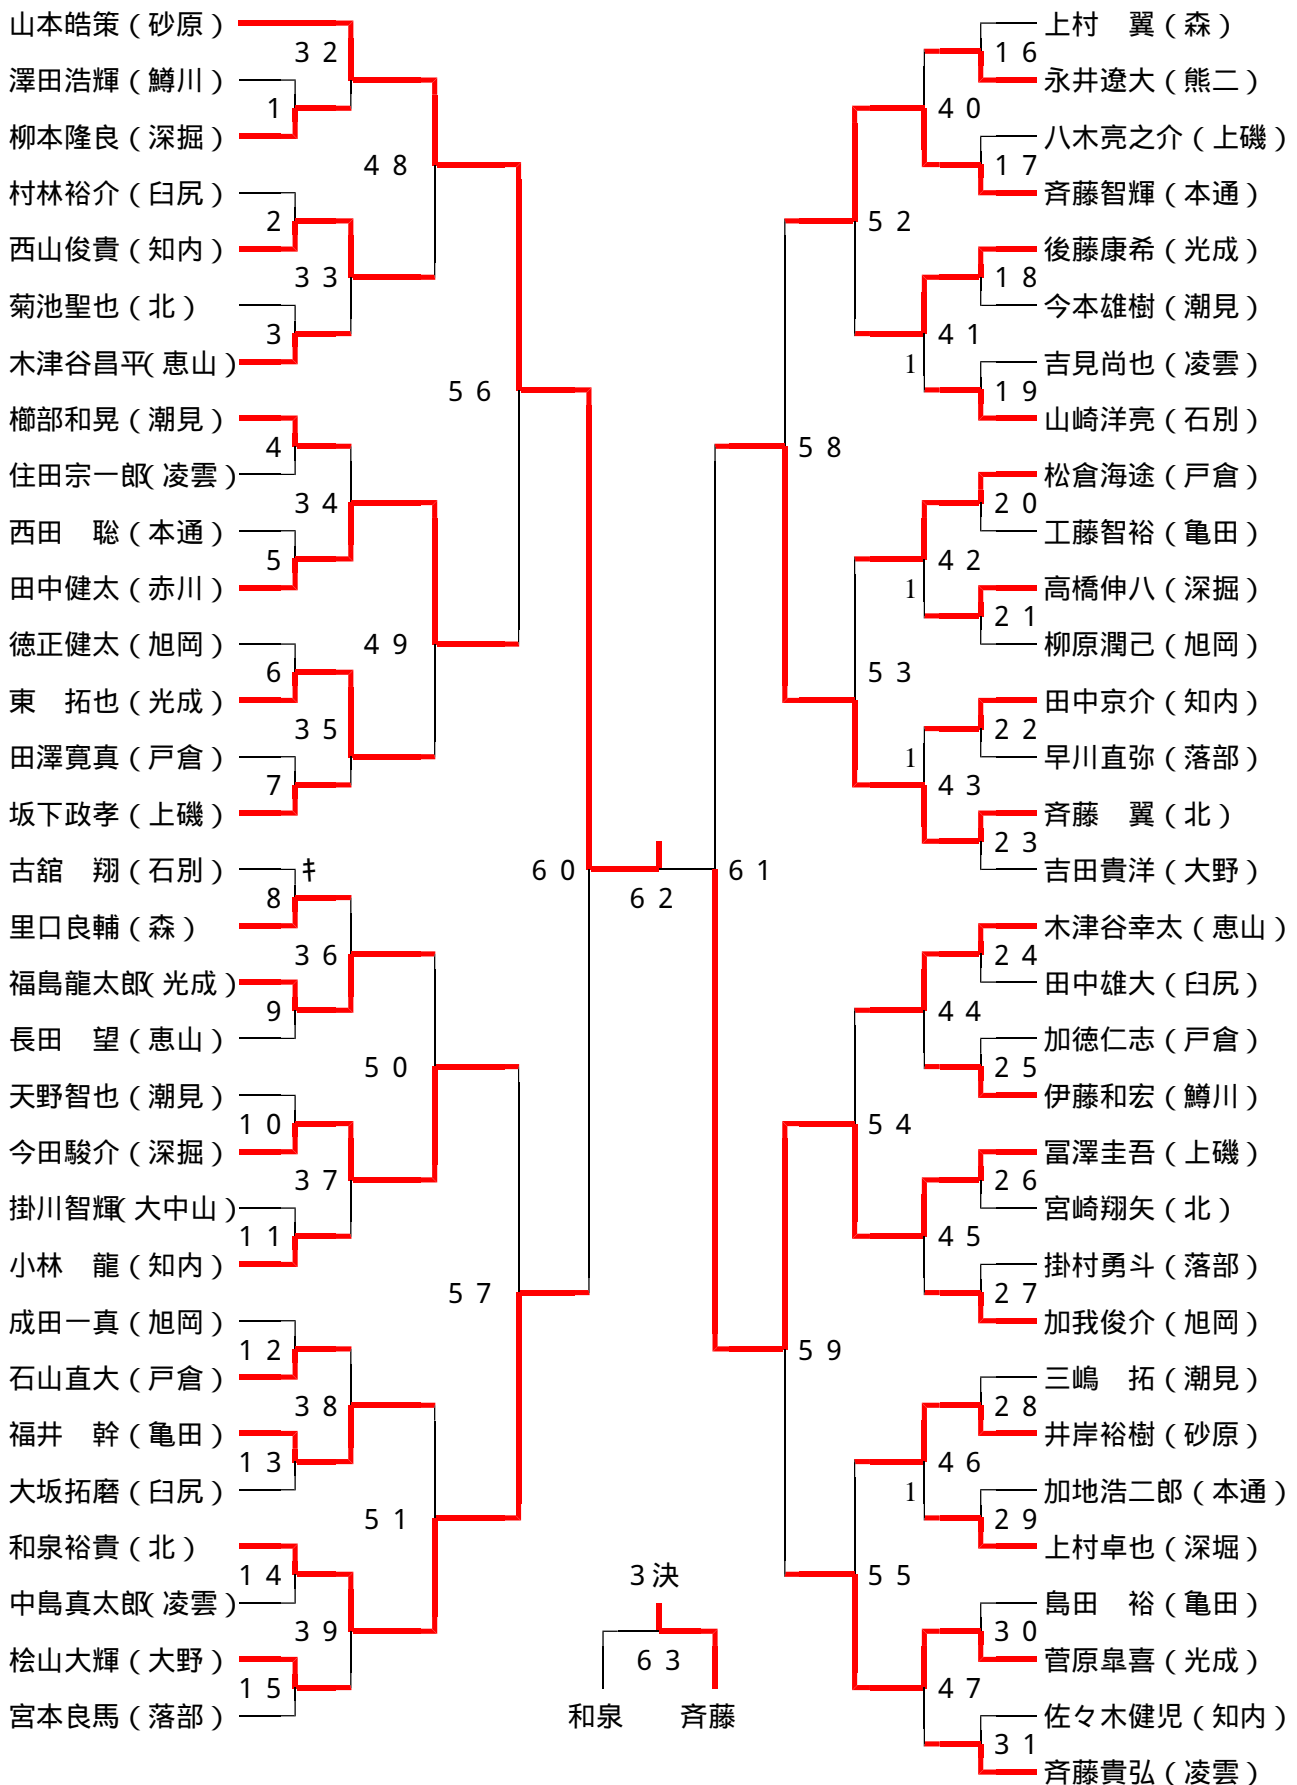 山本皓策（砂原）
32
澤田浩輝（鱒川）
1
柳本隆良（深掘）
48
村林裕介（臼尻）
2
西山俊貴（知内）
33
菊池聖也（北）
3
木津谷昌平（恵山）
56
櫛部和晃（潮見）
4
住田宗一郎（凌雲）
34
西田　聡（本通）
5
田中健太（赤川）
49
徳正健太（旭岡）
6
東　拓也（光成）
35
田澤寛真（戸倉）
7
坂下政孝（上磯）
60
古舘　翔（石別）
ｷ
8
里口良輔（森）
36
福島龍太郎（光成）
9
長田　望（恵山）
50
天野智也（潮見）
10
今田駿介（深掘）
37
掛川智輝（大中山）
11
小林　龍（知内）
57
成田一真（旭岡）
12
石山直大（戸倉）
38
福井　幹（亀田）
13
大坂拓磨（臼尻）
51
和泉裕貴（北）
14
中島真太郎（凌雲）
39
桧山大輝（大野）
15
宮本良馬（落部）
62
3決
63
和泉
斉藤
上村　翼（森）
16
永井遼大（熊二）
40
八木亮之介（上磯）
17
斉藤智輝（本通）
52
後藤康希（光成）
18
今本雄樹（潮見）
41
1
吉見尚也（凌雲）
19
山崎洋亮（石別）
58
松倉海途（戸倉）
20
工藤智裕（亀田）
42
1
高橋伸八（深掘）
21
柳原潤己（旭岡）
53
田中京介（知内）
22
早川直弥（落部）
1
43
斉藤　翼（北）
23
吉田貴洋（大野）
61
木津谷幸太（恵山）
24
田中雄大（臼尻）
44
加徳仁志（戸倉）
25
伊藤和宏（鱒川）
54
冨澤圭吾（上磯）
26
宮崎翔矢（北）
45
掛村勇斗（落部）
27
加我俊介（旭岡）
59
三嶋　拓（潮見）
28
井岸裕樹（砂原）
46
1
加地浩二郎（本通）
29
上村卓也（深堀）
55
島田　裕（亀田）
30
菅原皐喜（光成）
47
佐々木健児（知内）
31
斉藤貴弘（凌雲）